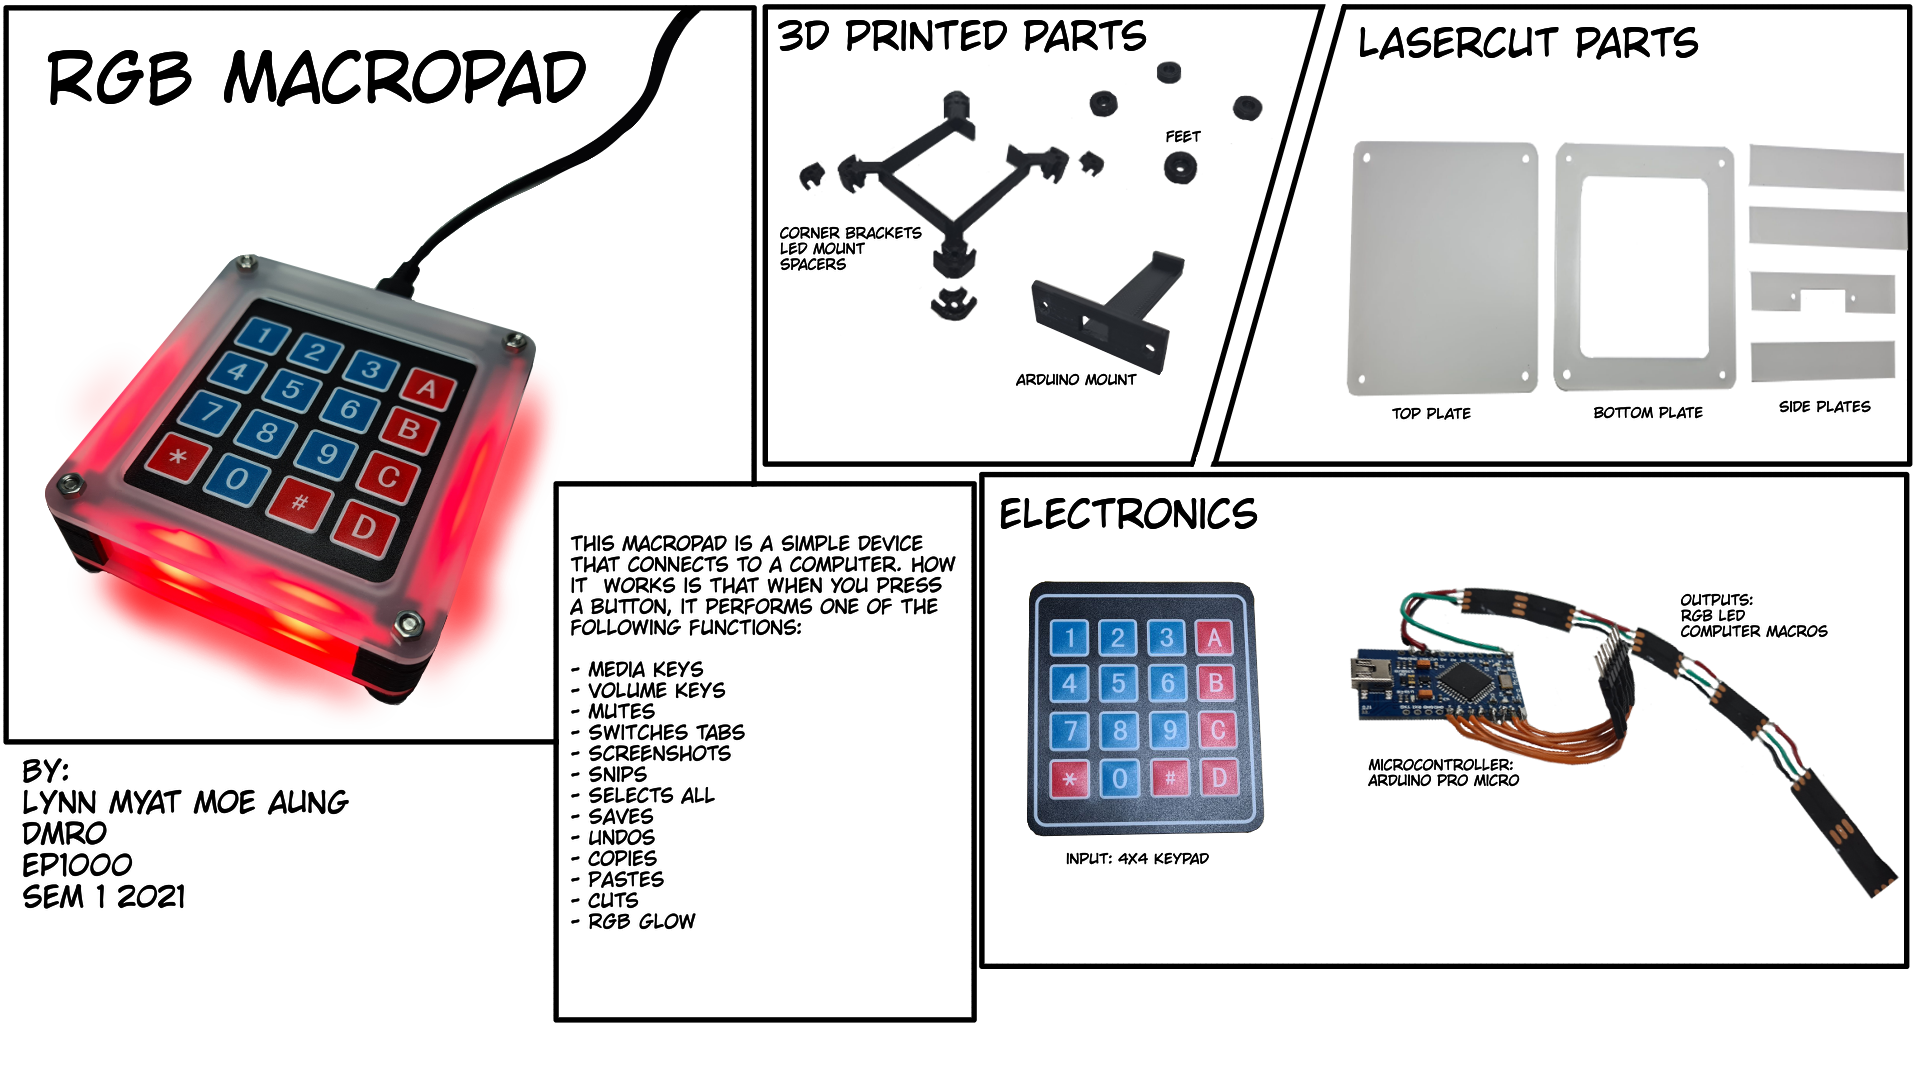 RGB MACROPAD
1 2 3 A
4 5 6 B
7 8 9 C
* 0 # D
BY:
LYNN MYAT MOE AUNG
DMRO
EP1000
SEM 1 2021
THIS MACROPAD IS A SIMPLE DEVICE
THAT CONNECTS TO A COMPUTER. HOW
IT WORKS IS THAT WHEN YOU PRESS
A BUTTON, IT PERFORMS ONE OF THE
FOLLOWING FUNCTIONS:
- MEDIA KEYS
- VOLUME KEYS
- MUTES
- SWITCHES TABS
- SCREENSHOTS
- SNIPS
- SELECTS ALL
- SAVES
- UNDOS
- COPIES
- PASTES
- CUTS
- RGB GLOW
3D PRINTED PARTS
FEET
CORNER BRACKETS
LED MOUNT
SPACERS
ARDUINO MOUNT
LASERCUT PARTS
TOP PLATE
BOTTOM PLATE
SIDE PLATES
ELECTRONICS
1 2 3 A
4 5 6 B
7 8 9 C
* 0 # D
INPUT: 4X4 KEYPAD
MICROCONTROLLER:
ARDUINO PRO MICRO
OUTPUTS:
RGB LED
COMPUTER MACROS